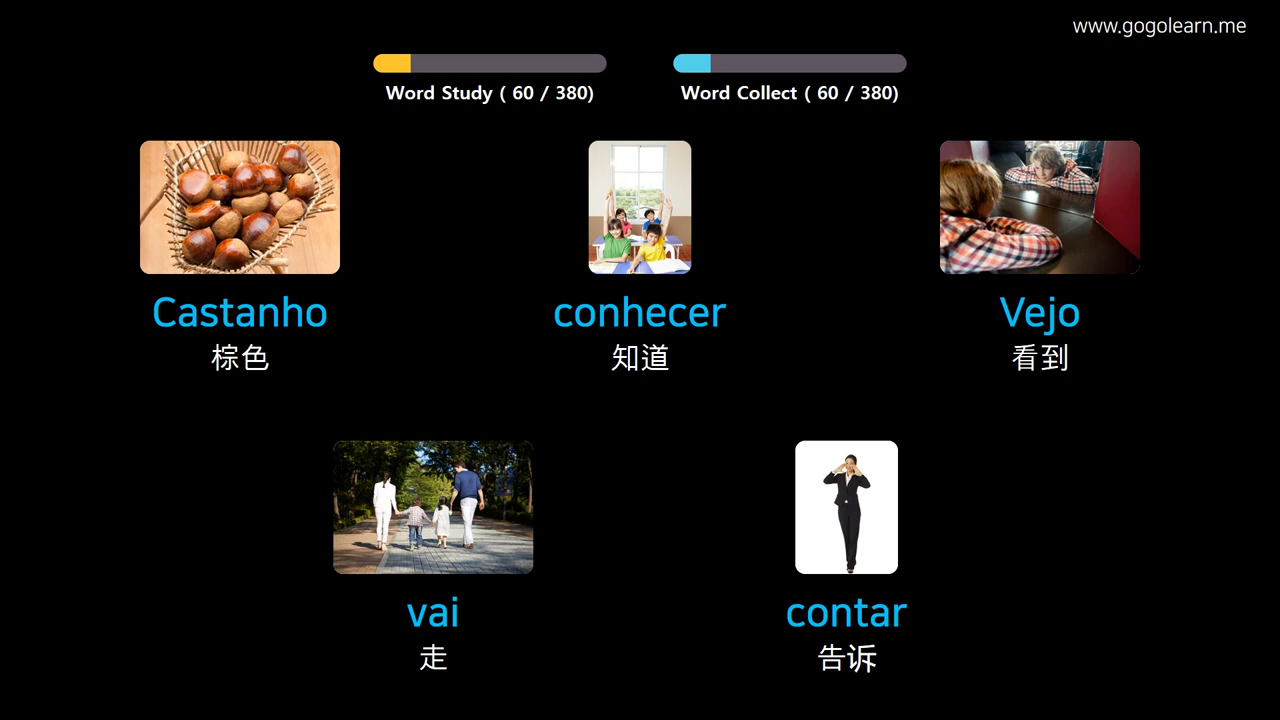 www.gogolearn.me
Word Study ( 60 / 380)
Word Collect ( 60 / 380)
Castanho
棕色
conhecer
知道
Vejo
看到
vai
走
contar
告诉